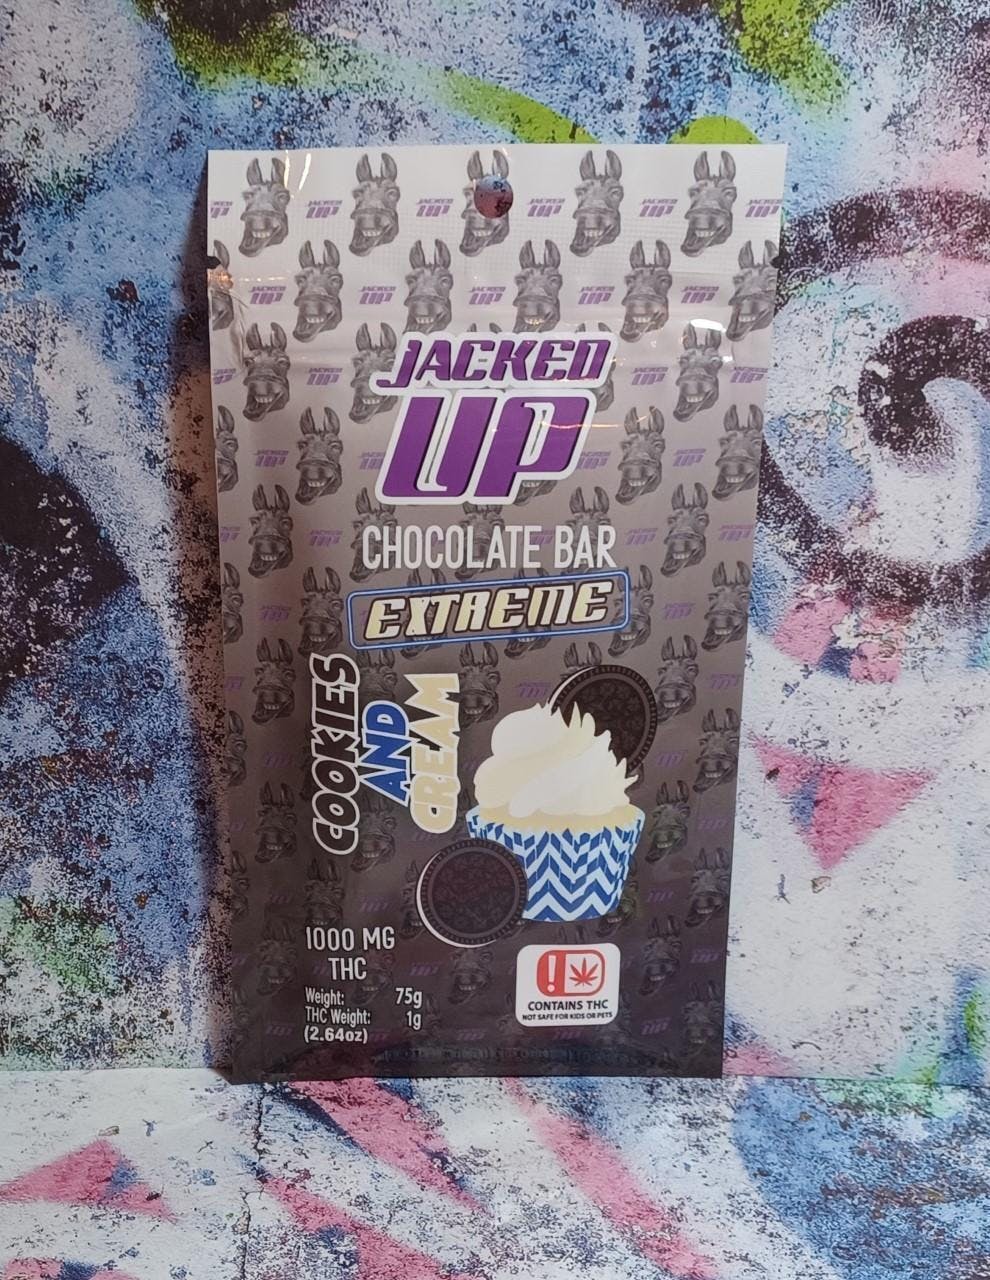 JACKED
UP
CHOCOLATE BAR
EXTREME
COOKIES
AND
CREAM
1000 MG
THC
Weight: 75g
THC Weight: 1g
(2.64oz)
CONTAINS THC
NOT SAFE FOR KIDS OR PETS